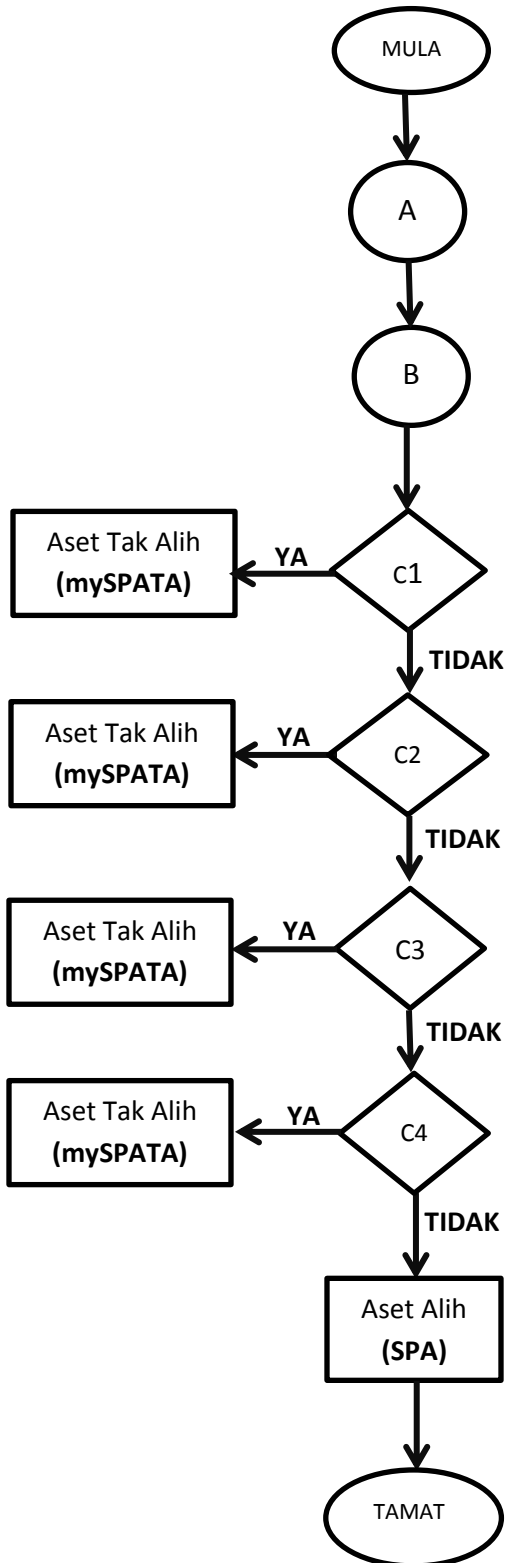 MULA
A
B
Aset Tak Alih
(mySPATA)
YA
C1
TIDAK
Aset Tak Alih
(mySPATA)
YA
C2
TIDAK
Aset Tak Alih
(mySPATA)
YA
C3
TIDAK
Aset Tak Alih
(mySPATA)
YA
C4
TIDAK
Aset Alih
(SPA)
TAMAT